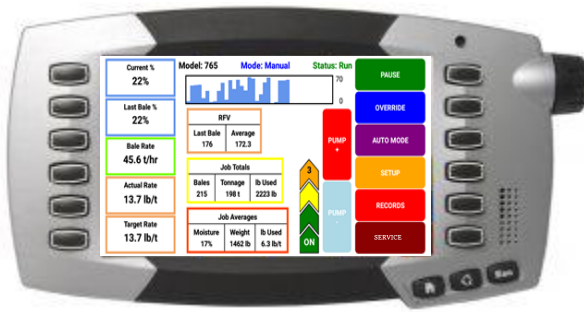 Current %
22%
Last Bale %
22%
Bale Rate
45.6 t/hr
Actual Rate
13.7 lb/t
Target Rate
13.7 lb/t
Model: 765 Mode: Manual Status: Run
70
0
RFV
Last Bale Average
176 172.3
Job Totals
Bales Tonnage lb Used
215 198 t 2223 lb
Job Averages
Moisture Weight lb Used
17% 1462 lb 6.3 lb/t
3
ON
PUMP
+
PUMP
-
PAUSE
OVERRIDE
AUTO MODE
SETUP
RECORDS
SERVICE